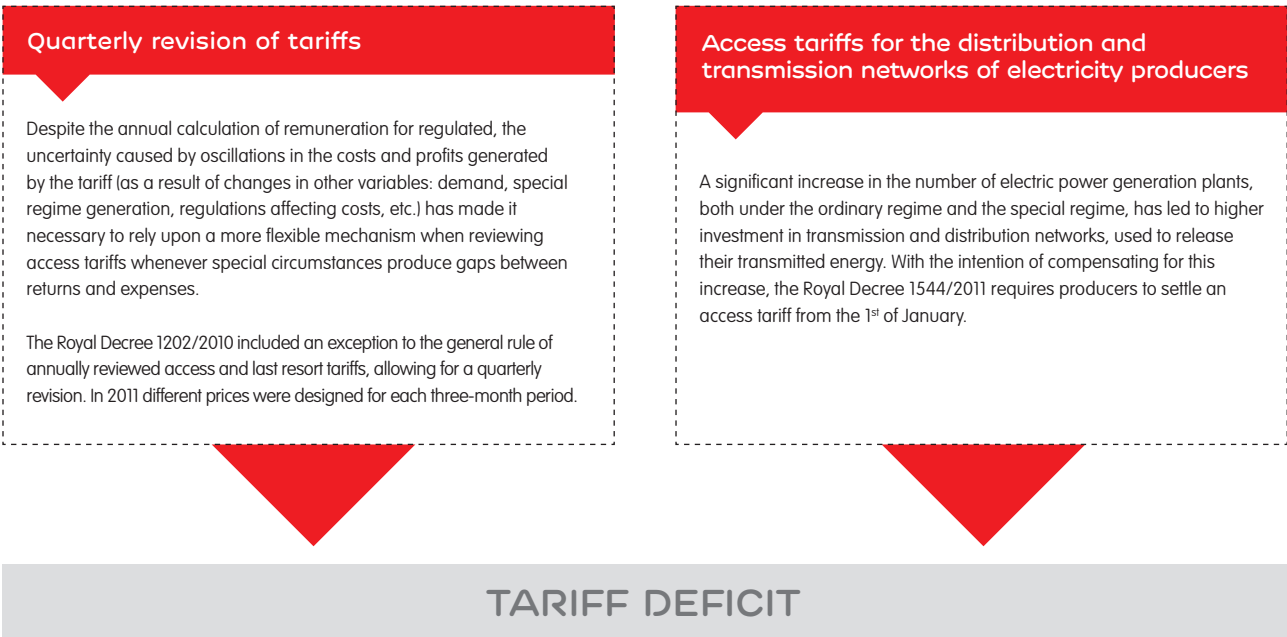 Quarterly revision of tariffs
Despite the annual calculation of remuneration for regulated, the
uncertainty caused by oscillations in the costs and profits generated
by the tariff (as a result of changes in other variables: demand, special
regime generation, regulations affecting costs, etc.) has made it
necessary to rely upon a more flexible mechanism when reviewing
access tariffs whenever special circumstances produce gaps between
returns and expenses.
The Royal Decree 1202/2010 included an exception to the general rule of
annually reviewed access and last resort tariffs, allowing for a quarterly
revision. In 2011 different prices were designed for each three-month period.
Access tariffs for the distribution and
transmission networks of electricity producers
A significant increase in the number of electric power generation plants,
both under the ordinary regime and the special regime, has led to higher
investment in transmission and distribution networks, used to release
their transmitted energy. With the intention of compensating for this
increase, the Royal Decree 1544/2011 requires producers to settle an
access tariff from the 1st of January.
TARIFF DEFICIT